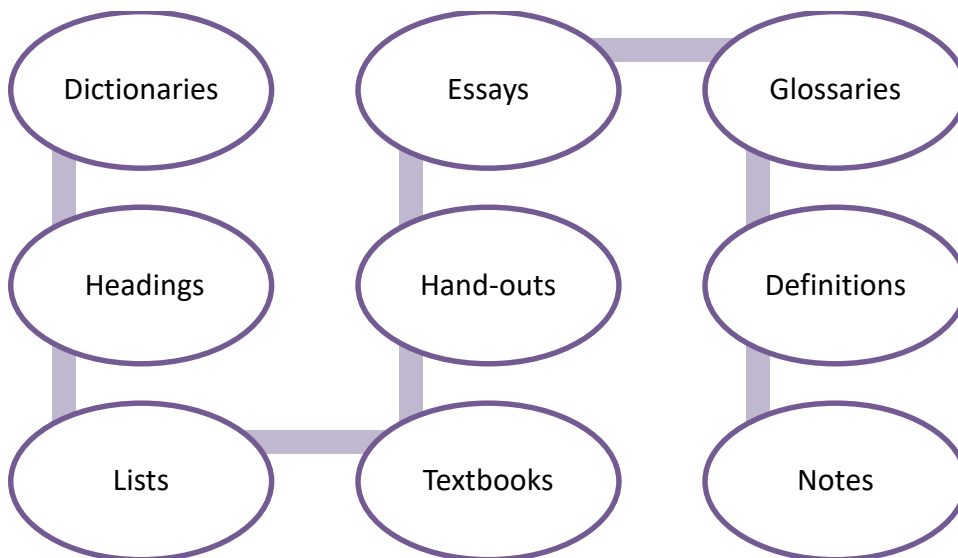 Dictionaries
Headings
Lists
Textbooks
Hand-outs
Essays
Glossaries
Definitions
Notes